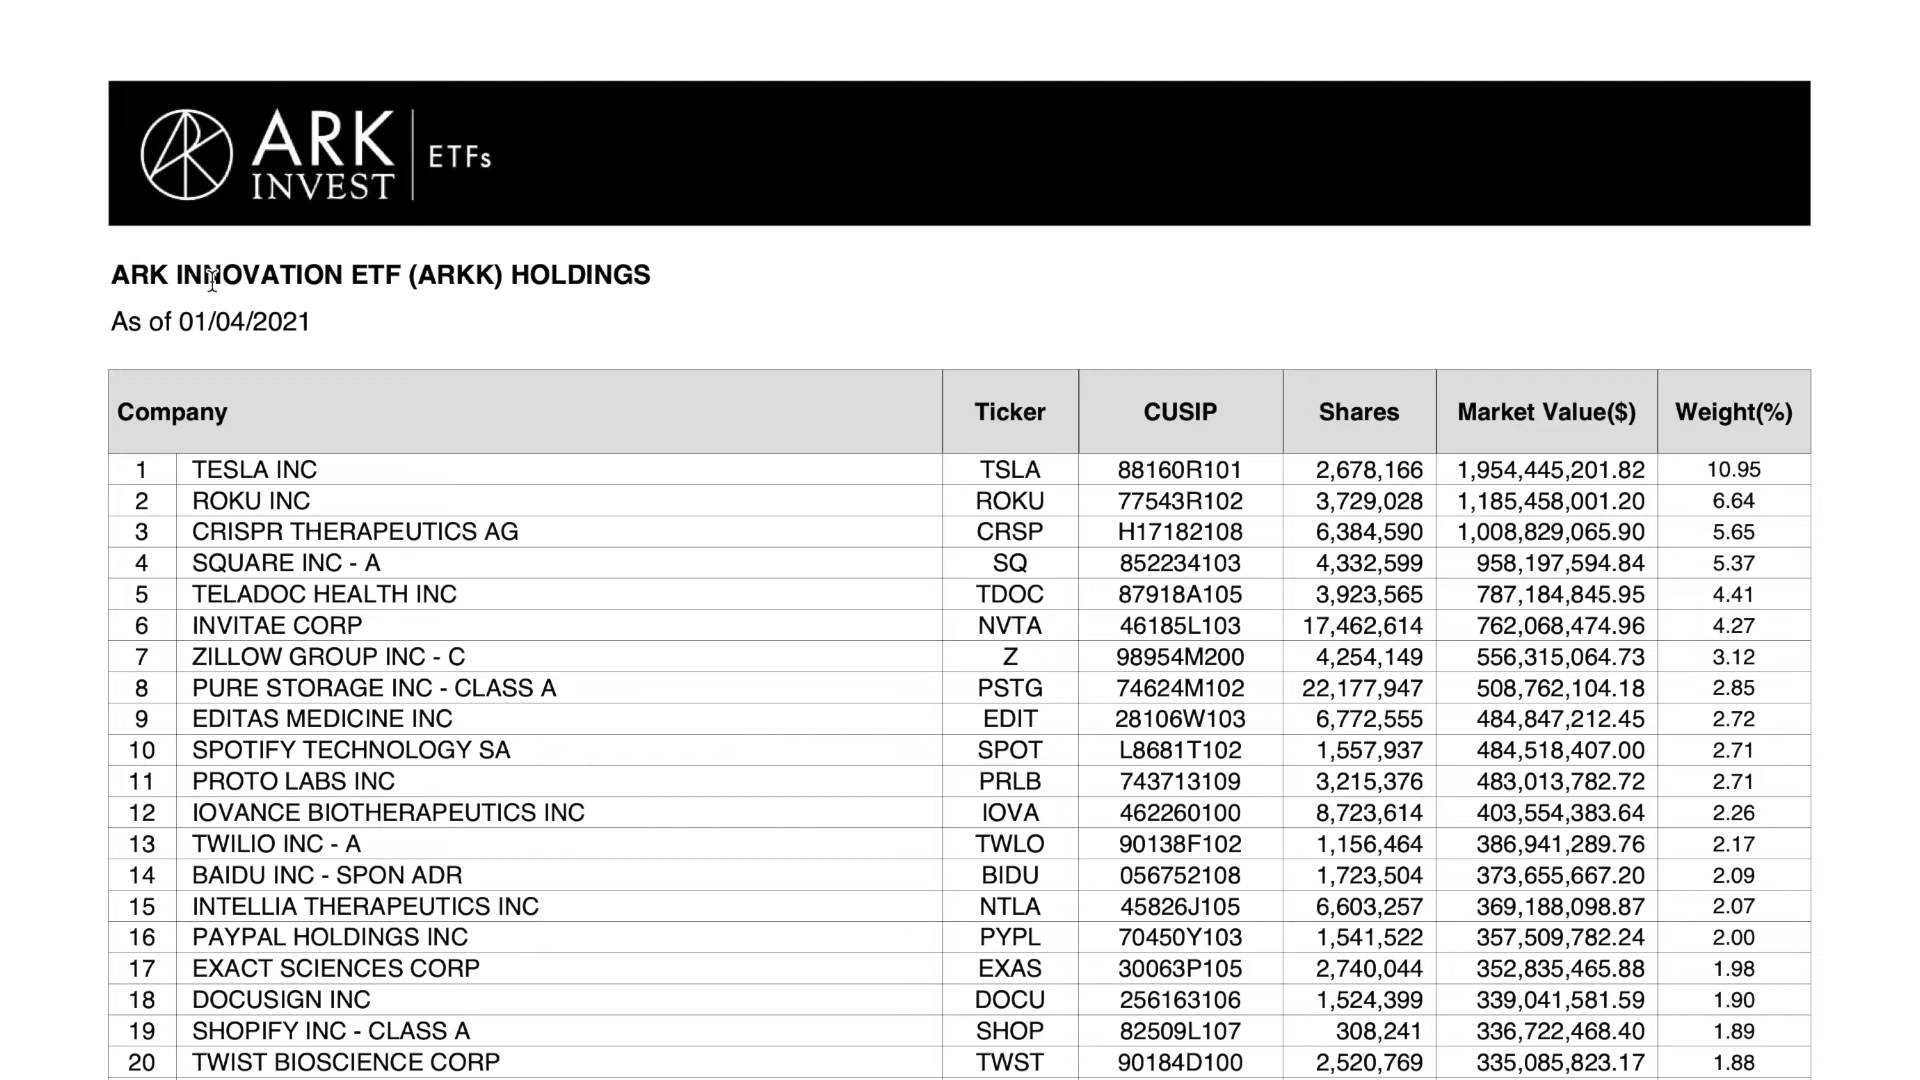 ARK
INVEST
ETFs
ARK INNOVATION ETF (ARKK) HOLDINGS
As of 01/04/2021
Company Ticker CUSIP Shares Market Value($) Weight(%)
1 TESLA INC TSLA 88160R101 2,678,166 1,954,445,201.82 10.95
2 ROKU INC ROKU 77543R102 3,729,028 1,185,458,001.20 6.64
3 CRISPR THERAPEUTICS AG CRSP H17182108 6,384,590 1,008,829,065.90 5.65
4 SQUARE INC - A SQ 852234103 4,332,599 958,197,594.84 5.37
5 TELADOC HEALTH INC TDOC 87918A105 3,923,565 787,184,845.95 4.41
6 INVITAE CORP NVTA 46185L103 17,462,614 762,068,474.96 4.27
7 ZILLOW GROUP INC - C Z 98954M200 4,254,149 556,315,064.73 3.12
8 PURE STORAGE INC - CLASS A PSTG 74624M102 22,177,947 508,762,104.18 2.85
9 EDITAS MEDICINE INC EDIT 28106W103 6,772,555 484,847,212.45 2.72
10 SPOTIFY TECHNOLOGY SA SPOT L8681T102 1,557,937 484,518,407.00 2.71
11 PROTO LABS INC PRLB 743713109 3,215,376 483,013,782.72 2.71
12 IOVANCE BIOTHERAPEUTICS INC IOVA 462260100 8,723,614 403,554,383.64 2.26
13 TWILIO INC - A TWLO 90138F102 1,156,464 386,941,289.76 2.17
14 BAIDU INC - SPON ADR BIDU 056752108 1,723,504 373,655,667.20 2.09
15 INTELLIA THERAPEUTICS INC NTLA 45826J105 6,603,257 369,188,098.87 2.07
16 PAYPAL HOLDINGS INC PYPL 70450Y103 1,541,522 357,509,782.24 2.00
17 EXACT SCIENCES CORP EXAS 30063P105 2,740,044 352,835,465.88 1.98
18 DOCUSIGN INC DOCU 256163106 1,524,399 339,041,581.59 1.90
19 SHOPIFY INC - CLASS A SHOP 82509L107 308,241 336,722,468.40 1.89
20 TWIST BIOSCIENCE CORP TWST 90184D100 2,520,769 335,085,823.17 1.88